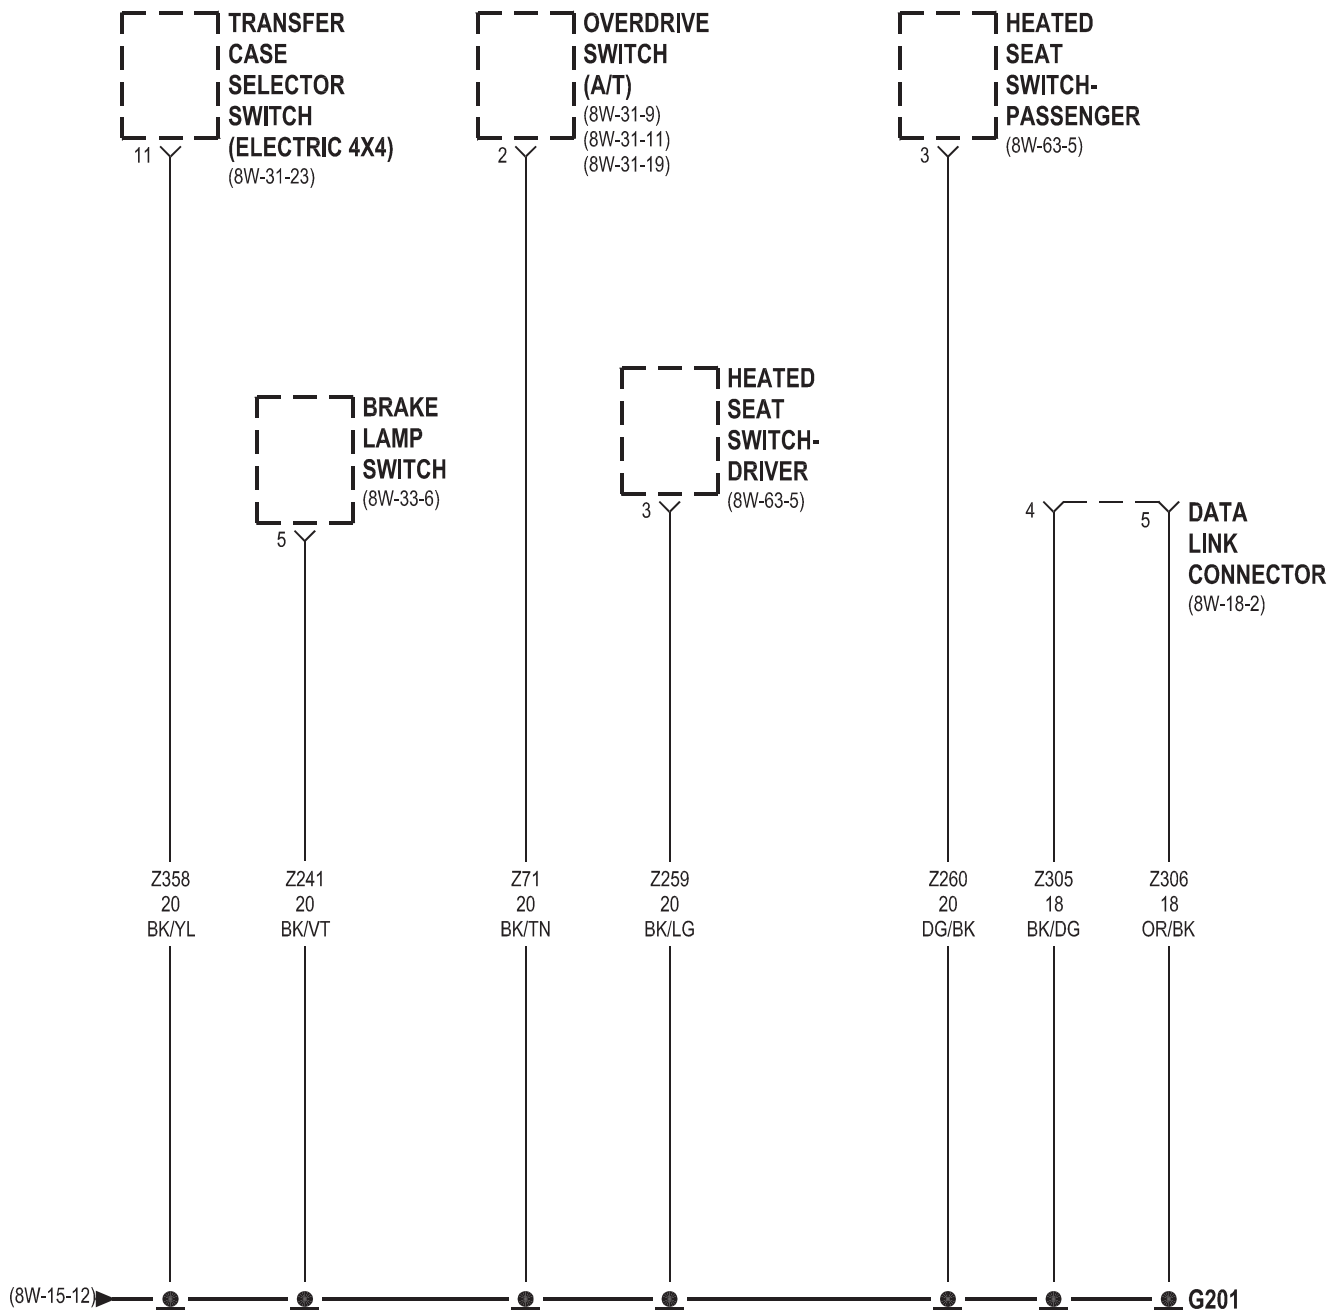 TRANSFER
CASE
SELECTOR
SWITCH
(ELECTRIC 4X4)
(8W-31-23)
11
OVERDRIVE
SWITCH
(A/T)
(8W-31-9)
(8W-31-11)
(8W-31-19)
2
HEATED
SEAT
SWITCH-
PASSENGER
(8W-63-5)
3
BRAKE
LAMP
SWITCH
(8W-33-6)
5
HEATED
SEAT
SWITCH-
DRIVER
(8W-63-5)
3
4
5
DATA
LINK
CONNECTOR
(8W-18-2)
Z358
20
BK/YL
Z241
20
BK/VT
Z71
20
BK/TN
Z259
20
BK/LG
Z260
20
DG/BK
Z305
18
BK/DG
Z306
18
OR/BK
(8W-15-12)
G201